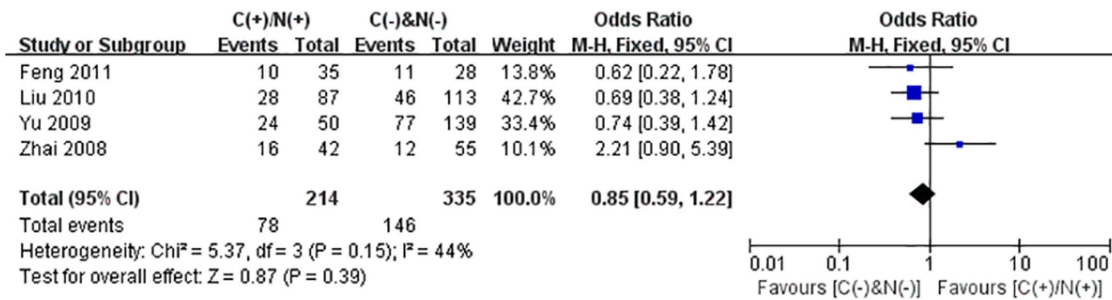 C(+)/N(+) C(-)&N(-) Odds Ratio Odds Ratio
Study or Subgroup Events Total Events Total Weight M-H, Fixed, 95% CI M-H, Fixed, 95% CI
Feng 2011 10 35 11 28 13.8% 0.62 [0.22, 1.78]
Liu 2010 28 87 46 113 42.7% 0.69 [0.38, 1.24]
Yu 2009 24 50 77 139 33.4% 0.74 [0.39, 1.42]
Zhai 2008 16 42 12 55 10.1% 2.21 [0.90, 5.39]
Total (95% CI) 214 335 100.0% 0.85 [0.59, 1.22]
Total events 78 146
Heterogeneity: Chi² = 5.37, df = 3 (P = 0.15); I² = 44%
Test for overall effect: Z = 0.87 (P = 0.39)
0.01 0.1 1 10 100
Favours [C(-)&N(-)] Favours [C(+)/N(+)]